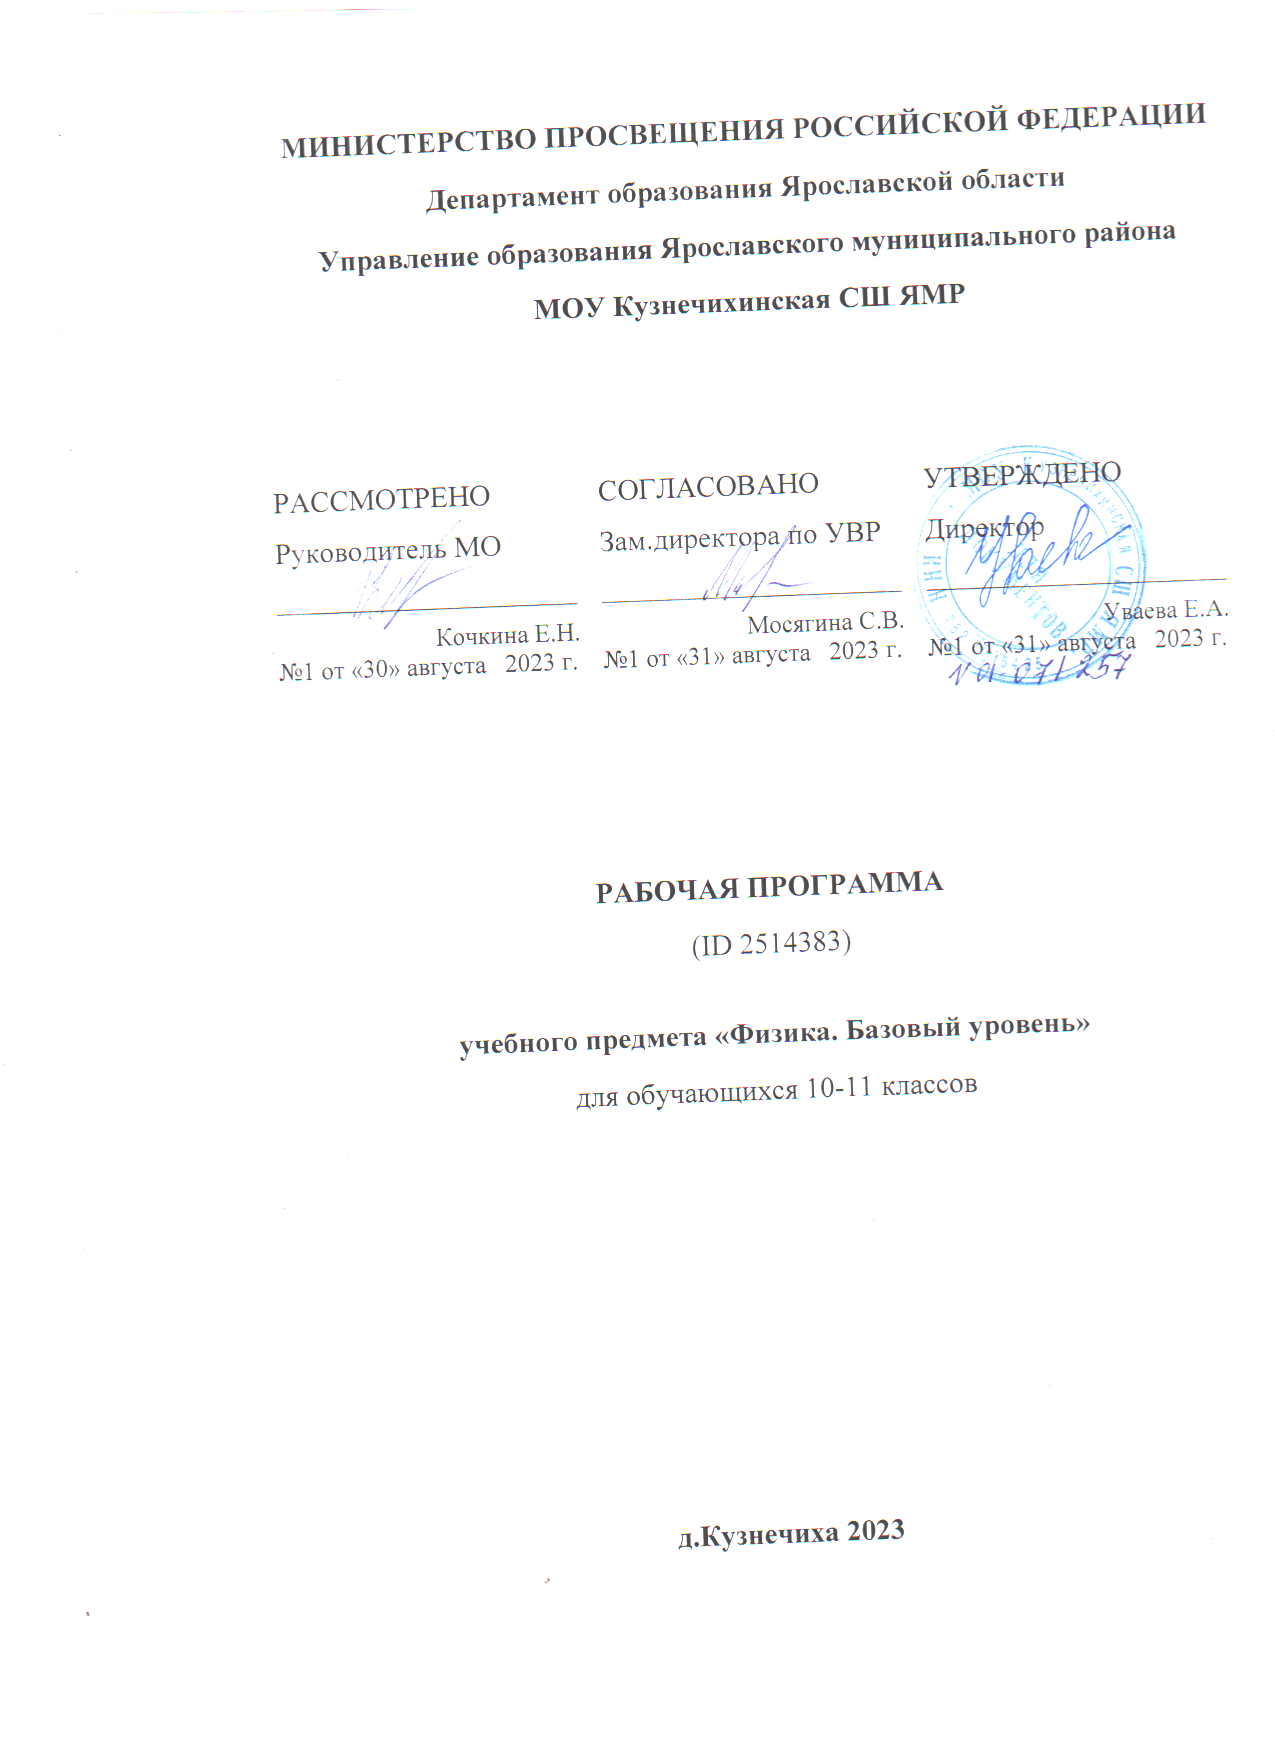 МИНИСТЕРСТВО ПРОСВЕЩЕНИЯ РОССИЙСКОЙ ФЕДЕРАЦИИ
Департамент образования Ярославской области
Управление образования Ярославского муниципального района
МОУ Кузнечихинская СШ ЯМР
РАССМОТРЕНО
Руководитель МО
Кочкина Е.Н.
№1 от «30» августа 2023 г.
СОГЛАСОВАНО
Зам.директора по УВР
Мосягина С.В.
№1 от «31» августа 2023 г.
УТВЕРЖДЕНО
Директор
Уваева Е.А.
№1 от «31» августа 2023 г.
N 01-07/257
РАБОЧАЯ ПРОГРАММА
(ID 2514383)
учебного предмета «Физика. Базовый уровень»
для обучающихся 10-11 классов
д.Кузнечиха 2023